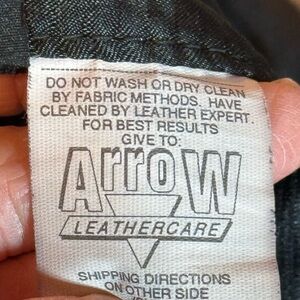 DO NOT WASH OR DRY CLEAN
BY FABRIC METHODS. HAVE
CLEANED BY LEATHER EXPERT.
FOR BEST RESULTS
GIVE TO:
ArroW
LEATHERCARE
SHIPPING DIRECTIONS
ON OTHER SIDE